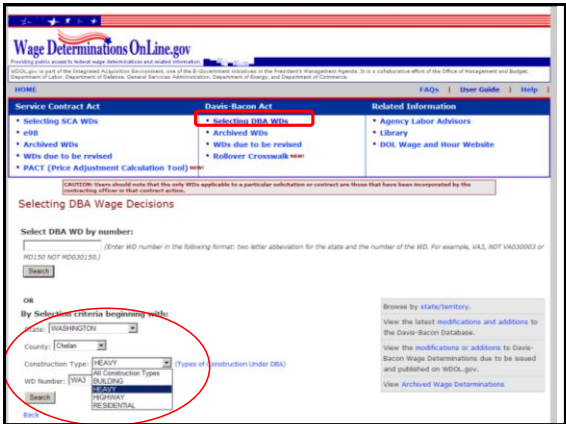 Wage Determinations OnLine.gov
Providing public access to federal wage determinations and related information
WDOL.gov is part of the Integrated Acquisition Environment, one of the E-Government initiatives in the President's Management Agenda. It is a collaborative effort of the Office of Management and Budget,
Department of Labor, Department of Defense, General Services Administration, Department of Energy, and Department of Commerce.
HOME FAQs | User Guide | Help |
Service Contract Act Davis-Bacon Act Related Information
• Selecting SCA WDs • Selecting DBA WDs • Agency Labor Advisors
• e98 • Archived WDs • Library
• Archived WDs • WDs due to be revised • DOL Wage and Hour Website
• WDs due to be revised • Rollover Crosswalk NEW!
• PACT (Price Adjustment Calculation Tool) NEW!
CAUTION: Users should note that the only WDs applicable to a particular solicitation or contract are those that have been incorporated by the
contracting officer in that contract action.
Selecting DBA Wage Decisions
Select DBA WD by number:
(Enter WD number in the following format: two letter abbeviation for the state and the number of the WD. For example, VA3, NOT VA030003 or
MD150 NOT MD030150.)
Search
OR
By Selection criteria beginning with:
State: WASHINGTON
County: Chelan
Construction Type: HEAVY (Types of Construction Under DBA)
All Construction Types
WD Number: WA3 BUILDING
HEAVY
HIGHWAY
Search RESIDENTIAL
Back
Browse by state/territory.
View the latest modifications and additions to
the Davis-Bacon Database.
View the modifications or additions to Davis-
Bacon Wage Determinations due to be issued
and published on WDOL.gov.
View Archived Wage Determinations